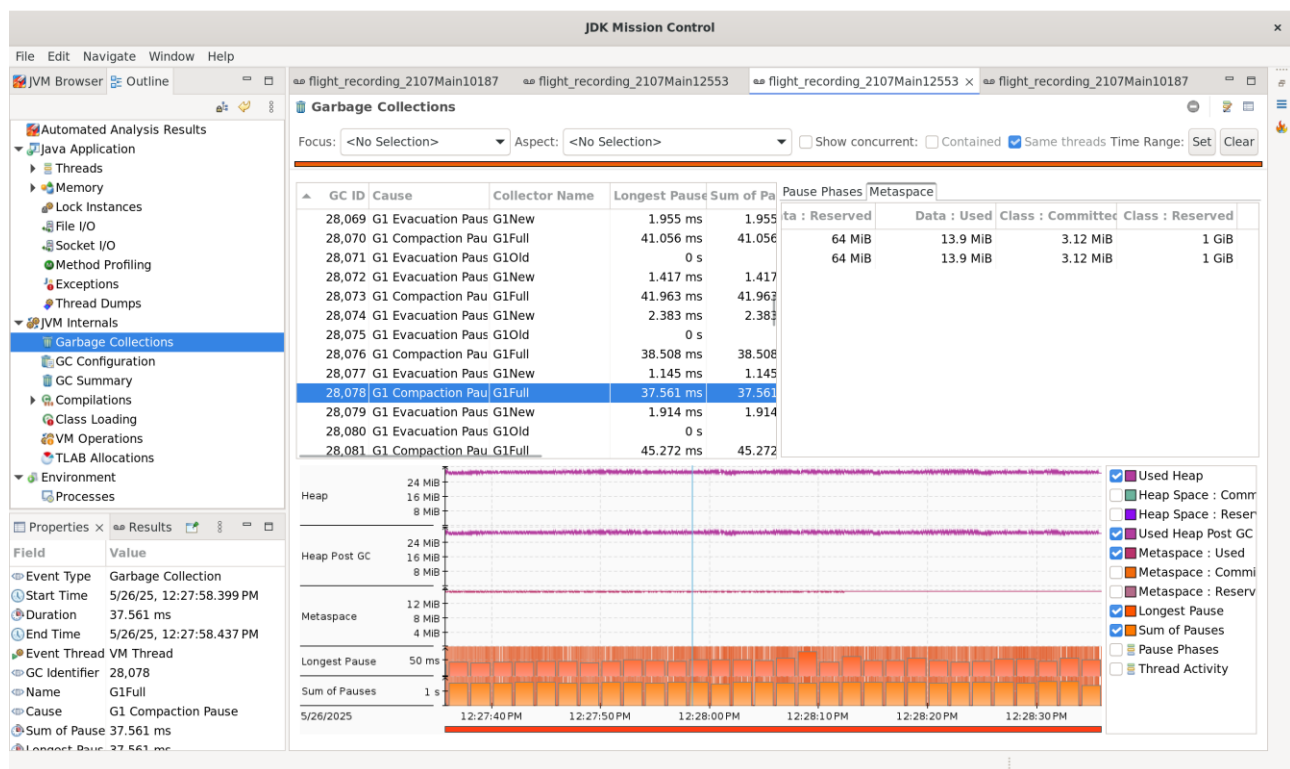 JDK Mission Control
File Edit Navigate Window Help
JVM Browser Outline
flight_recording_2107Main10187 flight_recording_2107Main12553 flight_recording_2107Main12553 flight_recording_2107Main10187
Automated Analysis Results
Java Application
Threads
Memory
Lock Instances
File I/O
Socket I/O
Method Profiling
Exceptions
Thread Dumps
JVM Internals
Garbage Collections
GC Configuration
GC Summary
Compilations
Class Loading
VM Operations
TLAB Allocations
Environment
Processes
Garbage Collections
Focus: <No Selection> Aspect: <No Selection> Show concurrent: Contained Same threads Time Range: Set Clear
GC ID Cause Collector Name Longest Pause Sum of Pa
28,069 G1 Evacuation Paus G1New 1.955 ms 1.955
28,070 G1 Compaction Pau G1Full 41.056 ms 41.056
28,071 G1 Evacuation Paus G1Old 0 s
28,072 G1 Evacuation Paus G1New 1.417 ms 1.417
28,073 G1 Compaction Pau G1Full 41.963 ms 41.963
28,074 G1 Evacuation Paus G1New 2.383 ms 2.383
28,075 G1 Evacuation Paus G1Old 0 s
28,076 G1 Compaction Pau G1Full 38.508 ms 38.508
28,077 G1 Evacuation Paus G1New 1.145 ms 1.145
28,078 G1 Compaction Pau G1Full 37.561 ms 37.561
28,079 G1 Evacuation Paus G1New 1.914 ms 1.914
28,080 G1 Evacuation Paus G1Old 0 s
28,081 G1 Compaction Pau G1Full 45.272 ms 45.272
Pause Phases Metaspace
ta : Reserved Data : Used Class : Committed Class : Reserved
64 MiB 13.9 MiB 3.12 MiB 1 GiB
64 MiB 13.9 MiB 3.12 MiB 1 GiB
Heap
24 MiB
16 MiB
8 MiB
Heap Post GC
24 MiB
16 MiB
8 MiB
Metaspace
12 MiB
8 MiB
4 MiB
Longest Pause 50 ms
Sum of Pauses 1 s
5/26/2025 12:27:40 PM 12:27:50 PM 12:28:00 PM 12:28:10 PM 12:28:20 PM 12:28:30 PM
Used Heap
Heap Space : Comm
Heap Space : Reser
Used Heap Post GC
Metaspace : Used
Metaspace : Commi
Metaspace : Reserv
Longest Pause
Sum of Pauses
Pause Phases
Thread Activity
Properties Results
Field Value
Event Type Garbage Collection
Start Time 5/26/25, 12:27:58.399 PM
Duration 37.561 ms
End Time 5/26/25, 12:27:58.437 PM
Event Thread VM Thread
GC Identifier 28,078
Name G1Full
Cause G1 Compaction Pause
Sum of Pause 37.561 ms
Longest Paus 37.561 ms